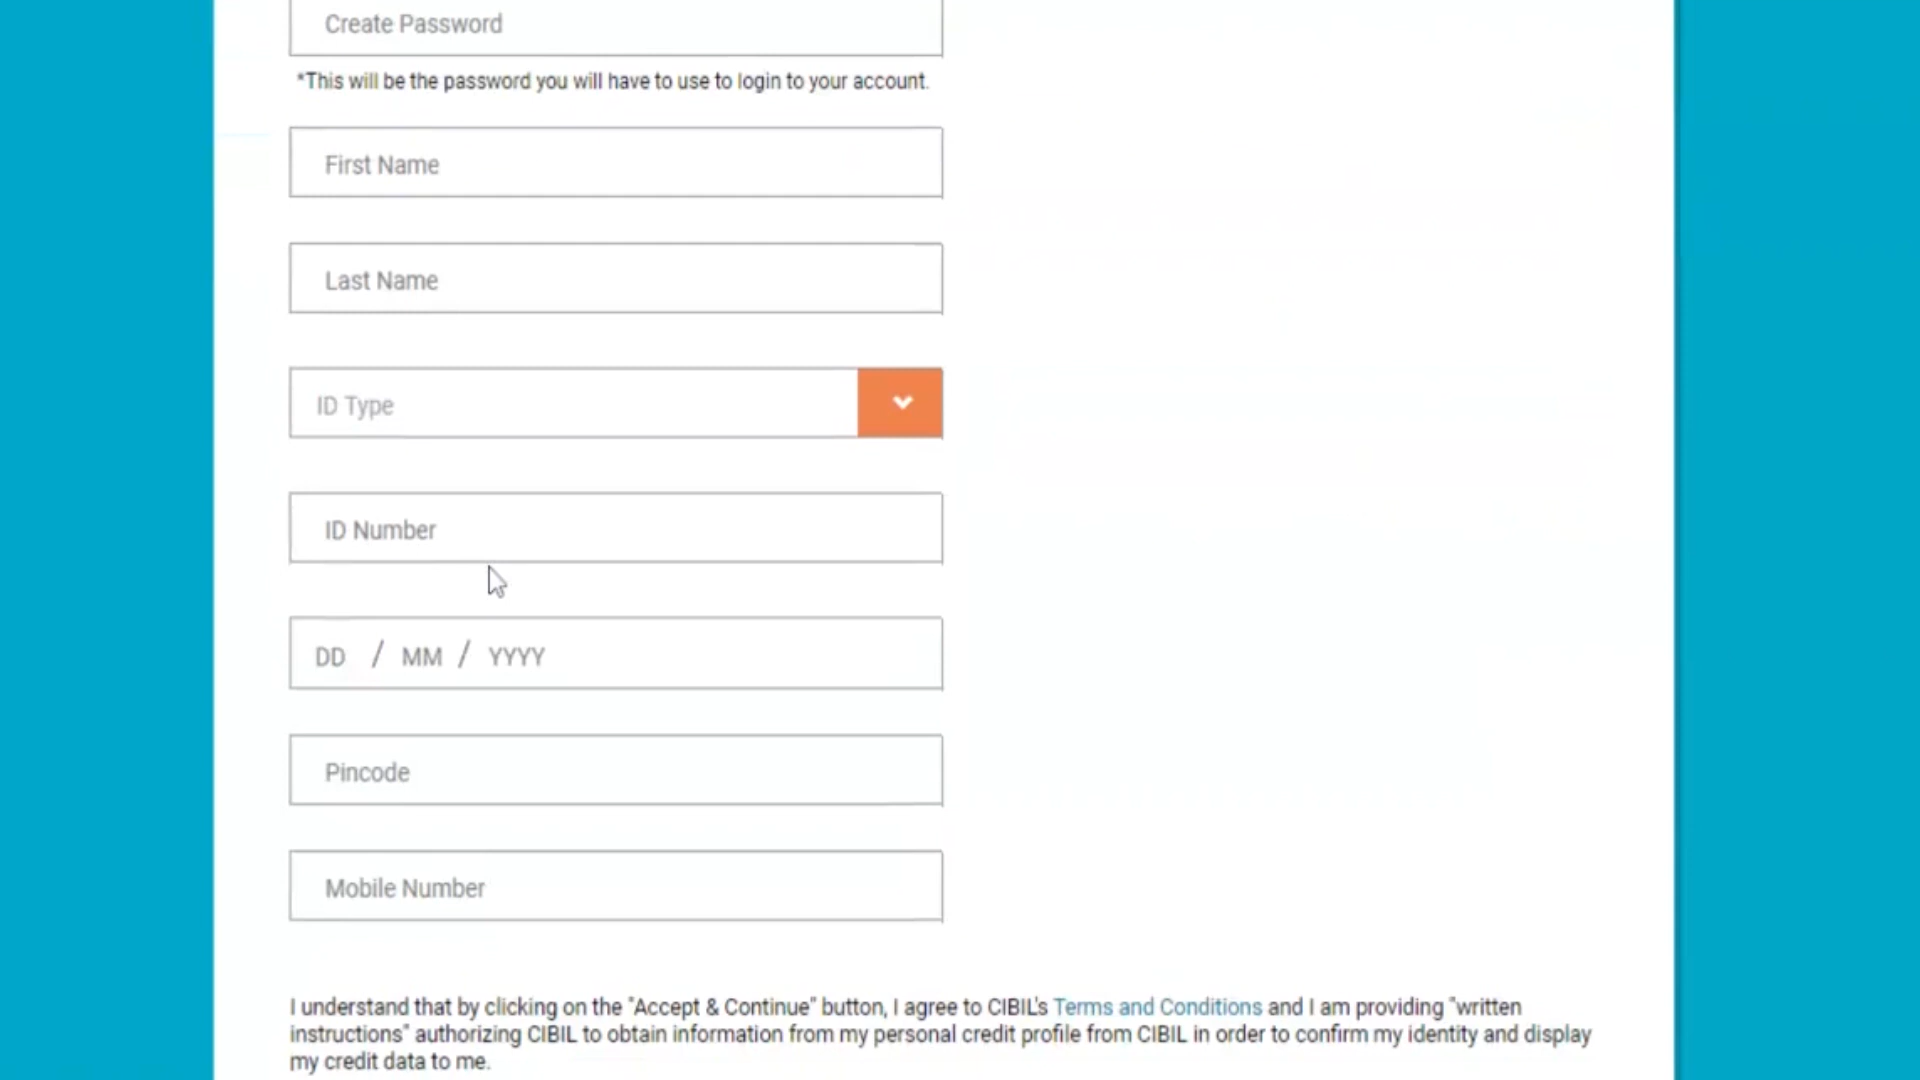 Create Password
*This will be the password you will have to use to login to your account.
First Name
Last Name
ID Type
ID Number
DD / MM / YYYY
Pincode
Mobile Number
I understand that by clicking on the "Accept & Continue" button, I agree to CIBIL's Terms and Conditions and I am providing "written
instructions" authorizing CIBIL to obtain information from my personal credit profile from CIBIL in order to confirm my identity and display
my credit data to me.